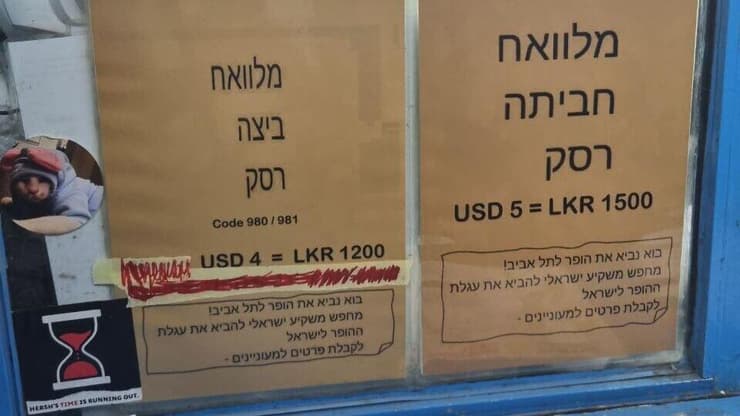 מלוואח
ביצה
רסק
Code 980 / 981
USD 4 = LKR 1200
בוא נביא את הופר לתל אביב!
מחפש משקיע ישראלי להביא את עגלת
ההופר לישראל
לקבלת פרטים למעוניינים -
מלוואח
חביתה
רסק
USD 5 = LKR 1500
בוא נביא את הופר לתל אביב!
מחפש משקיע ישראלי להביא את עגלת
ההופר לישראל
לקבלת פרטים למעוניינים -
HERSH'S TIME IS RUNNING OUT.